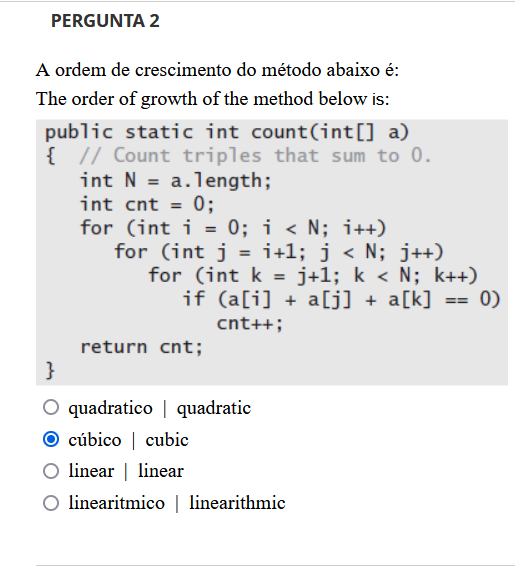 PERGUNTA 2
A ordem de crescimento do método abaixo é:
The order of growth of the method below is:
public static int count(int[] a)
{ // Count triples that sum to 0.
int N = a.length;
int cnt = 0;
for (int i = 0; i < N; i++)
for (int j = i+1; j < N; j++)
for (int k = j+1; k < N; k++)
if (a[i] + a[j] + a[k] == 0)
cnt++;
return cnt;
}
quadratico | quadratic
cúbico | cubic
linear | linear
linearitmico | linearithmic